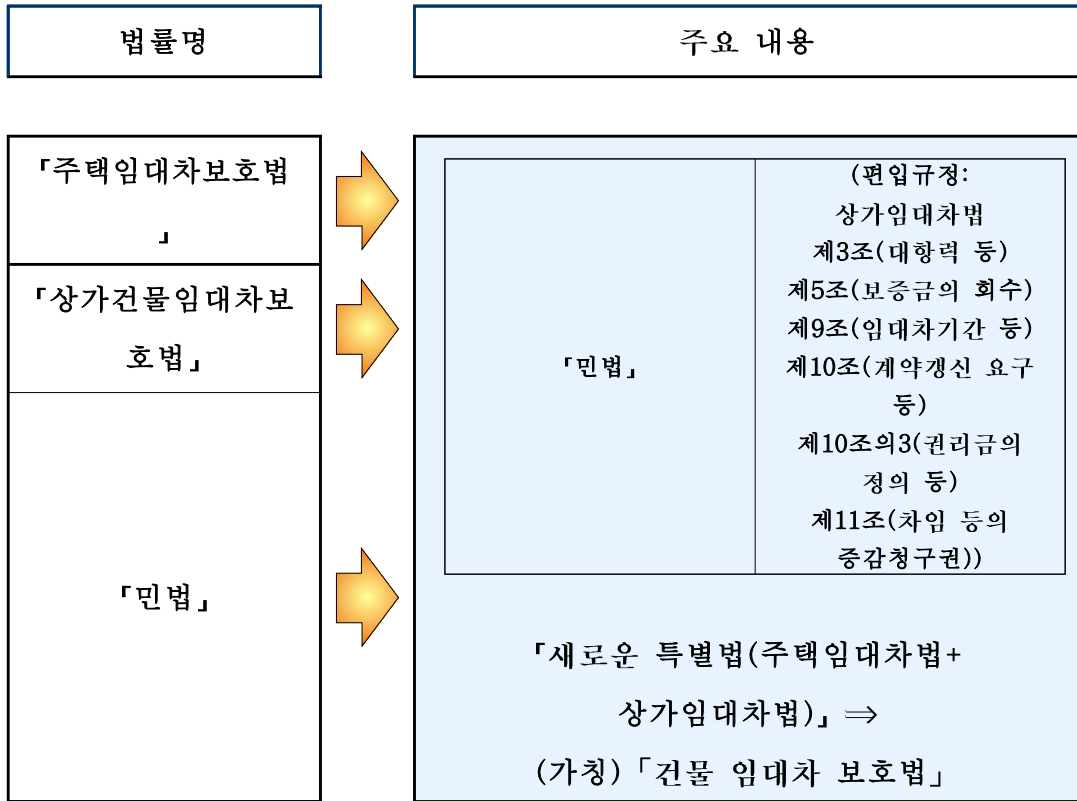 법률명
주요 내용
「주택임대차보호법
」
「상가건물임대차보
호법」
「민법」
「민법」
(편입규정:
상가임대차법
제3조(대항력 등)
제5조(보증금의 회수)
제9조(임대차기간 등)
제10조(계약갱신 요구
등)
제10조의3(권리금의
정의 등)
제11조(차임 등의
증감청구권))
「새로운 특별법(주택임대차법+
상가임대차법)」 ⇒
(가칭)「건물 임대차 보호법」